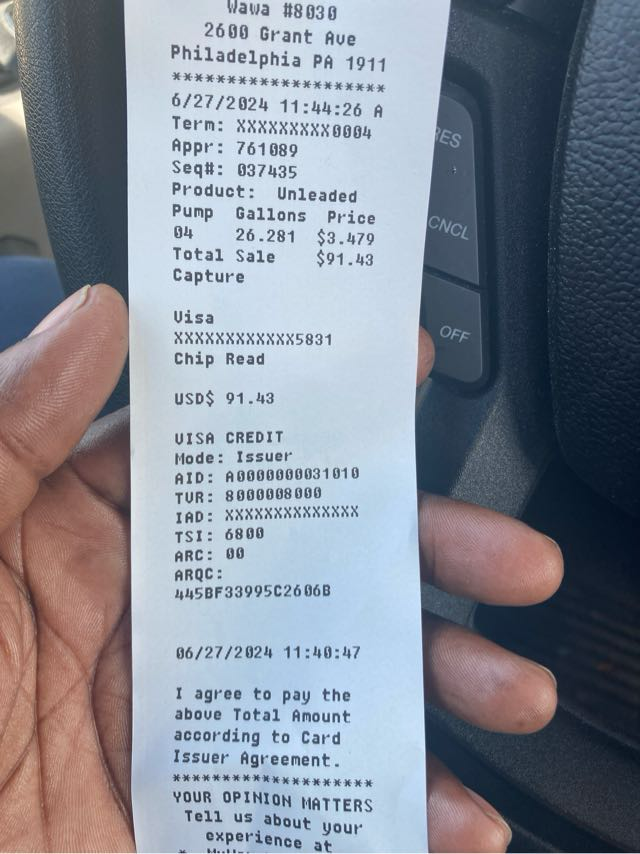 Wawa #8030
2600 Grant Ave
Philadelphia PA 1911
********************
6/27/2024 11:44:26 A
Term: XXXXXXXXX0004
Appr: 761089
Seq#: 037435
Product: Unleaded
Pump Gallons Price
04 26.281 $3.479
Total Sale $91.43
Capture
Visa
XXXXXXXXXXXX5831
Chip Read
USD$ 91.43
VISA CREDIT
Mode: Issuer
AID: A0000000031010
TVR: 8000008000
IAD: XXXXXXXXXXXXXX
TSI: 6800
ARC: 00
ARQC:
445BF33995C2606B
06/27/2024 11:40:47
I agree to pay the
above Total Amount
according to Card
Issuer Agreement.
********************
YOUR OPINION MATTERS
Tell us about your
experience at
RES
CNCL
OFF